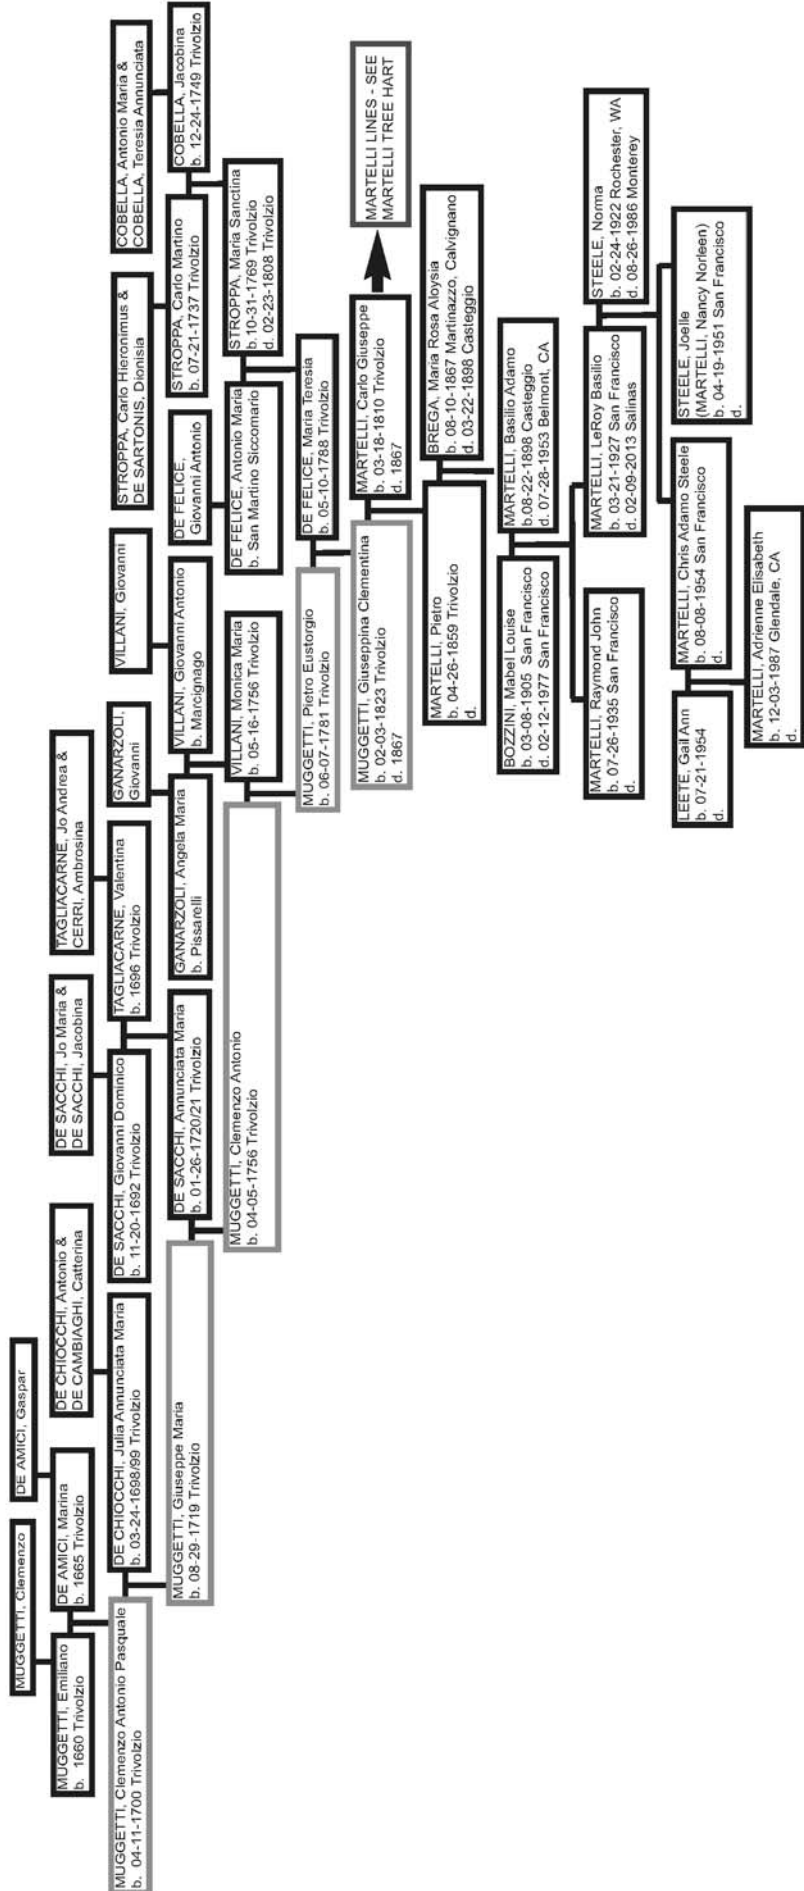 MUGGETTI, Clemenzo
DE AMICI, Gaspar
MUGGETTI, Emiliano
b. 1660 Trivolzio
DE AMICI, Marina
b. 1665 Trivolzio
DE CHIOCCHI, Antonio &
DE CAMBIAGHI, Catterina
DE SACCHI, Jo Maria &
DE SACCHI, Jacobina
TAGLIACARNE, Jo Andrea &
CERRI, Ambrosina
MUGGETTI, Clemenzo Antonio Pasquale
b. 04-11-1700 Trivolzio
DE CHIOCCHI, Julia Annunciata Maria
b. 03-24-1698/99 Trivolzio
DE SACCHI, Giovanni Dominico
b. 11-20-1692 Trivolzio
TAGLIACARNE, Valentina
b. 1696 Trivolzio
GANARZOLI,
Giovanni
VILLANI, Giovanni
STROPPA, Carlo Hieronimus &
DE SARTONIS, Dionisia
COBELLA, Antonio Maria &
COBELLA, Teresia Annunciata
MUGGETTI, Giuseppe Maria
b. 08-29-1719 Trivolzio
DE SACCHI, Annunciata Maria
b. 01-26-1720/21 Trivolzio
GANARZOLI, Angela Maria
b. Pissarelli
VILLANI, Giovanni Antonio
b. Marcignago
DE FELICE,
Giovanni Antonio
STROPPA, Carlo Martino
b. 07-21-1737 Trivolzio
COBELLA, Jacobina
b. 12-24-1749 Trivolzio
MUGGETTI, Clemenzo Antonio
b. 04-05-1756 Trivolzio
VILLANI, Monica Maria
b. 05-16-1756 Trivolzio
DE FELICE, Antonio Maria
b. San Martino Siccomario
STROPPA, Maria Sanctina
b. 10-31-1769 Trivolzio
d. 02-23-1808 Trivolzio
MUGGETTI, Pietro Eustorgio
b. 06-07-1781 Trivolzio
DE FELICE, Maria Teresia
b. 05-10-1788 Trivolzio
MUGGETTI, Giuseppina Clementina
b. 02-03-1823 Trivolzio
d. 1867
MARTELLI, Carlo Giuseppe
b. 03-18-1810 Trivolzio
d. 1867
MARTELLI LINES - SEE
MARTELLI TREE HART
MARTELLI, Pietro
b. 04-26-1859 Trivolzio
d.
BREGA, Maria Rosa Aloysia
b. 08-10-1867 Martinazzo, Calvignano
d. 03-22-1898 Casteggio
BOZZINI, Mabel Louise
b. 03-08-1905 San Francisco
d. 02-12-1977 San Francisco
MARTELLI, Basilio Adamo
b.08-22-1898 Casteggio
d. 07-28-1953 Belmont, CA
MARTELLI, Raymond John
b. 07-26-1935 San Francisco
d.
MARTELLI, LeRoy Basilio
b. 03-21-1927 San Francisco
d. 02-09-2013 Salinas
STEELE, Norma
b. 02-24-1922 Rochester, WA
d. 08-26-1986 Monterey
LEETE, Gail Ann
b. 07-21-1954
d.
MARTELLI, Chris Adamo Steele
b. 08-08-1954 San Francisco
d.
STEELE, Joelle
(MARTELLI, Nancy Norleen)
b. 04-19-1951 San Francisco
d.
MARTELLI, Adrienne Elisabeth
b. 12-03-1987 Glendale, CA
d.